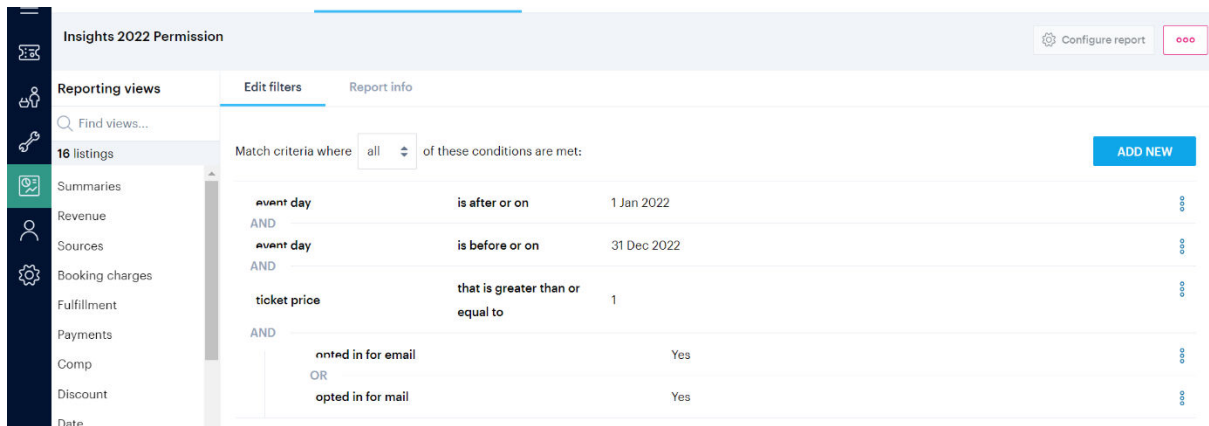 Insights 2022 Permission
Configure report
Reporting views
Edit filters
Report info
Find views...
16 listings
Match criteria where all of these conditions are met:
ADD NEW
Summaries
Revenue
Sources
Booking charges
Fulfillment
Payments
Comp
Discount
Date
event day is after or on 1 Jan 2022
AND
event day is before or on 31 Dec 2022
AND
ticket price that is greater than or equal to 1
AND
opted in for email Yes
OR
opted in for mail Yes